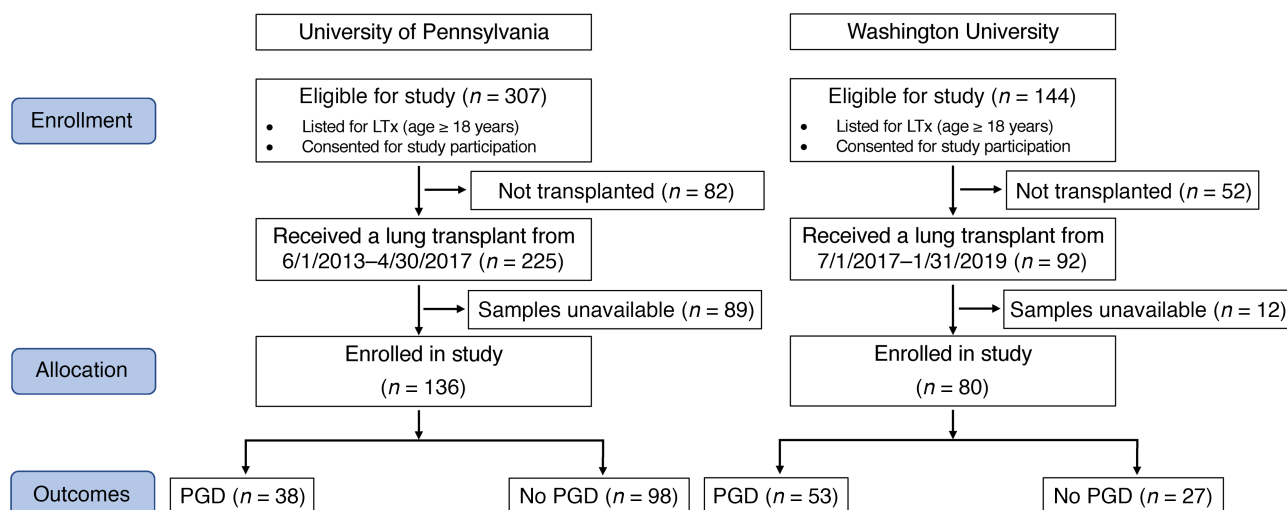 University of Pennsylvania
Washington University
Enrollment
Eligible for study (n = 307)
• Listed for LTx (age ≥ 18 years)
• Consented for study participation
Eligible for study (n = 144)
• Listed for LTx (age ≥ 18 years)
• Consented for study participation
Not transplanted (n = 82)
Not transplanted (n = 52)
Received a lung transplant from
6/1/2013–4/30/2017 (n = 225)
Received a lung transplant from
7/1/2017–1/31/2019 (n = 92)
Samples unavailable (n = 89)
Samples unavailable (n = 12)
Allocation
Enrolled in study
(n = 136)
Enrolled in study
(n = 80)
Outcomes
PGD (n = 38)
No PGD (n = 98)
PGD (n = 53)
No PGD (n = 27)